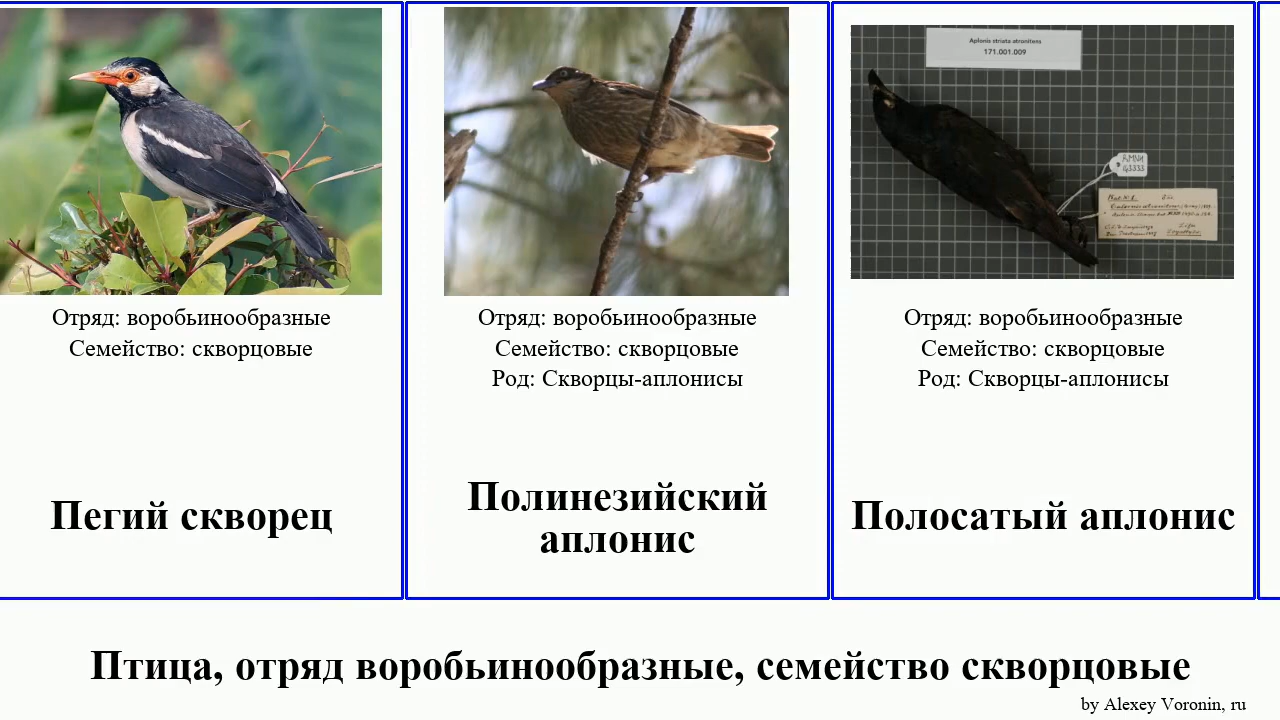 Aplonis striata atronitens
171.001.009
RMNH
143333
Отряд: воробьинообразные
Семейство: скворцовые
Отряд: воробьинообразные
Семейство: скворцовые
Род: Скворцы-аплонисы
Отряд: воробьинообразные
Семейство: скворцовые
Род: Скворцы-аплонисы
Пегий скворец
Полинезийский
аплонис
Полосатый аплонис
Птица, отряд воробьинообразные, семейство скворцовые
by Alexey Voronin, ru